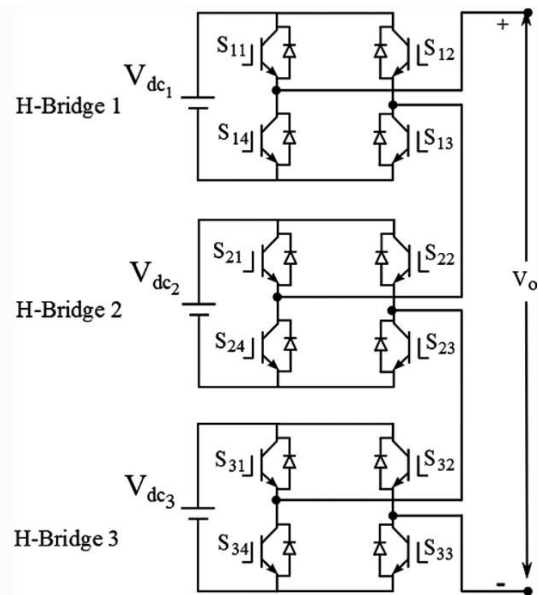 S11 S12
+
Vdc1
H-Bridge 1
S14 S13
S21 S22
Vdc2
Vo
H-Bridge 2
S24 S23
S31 S32
Vdc3
H-Bridge 3
S34 S33
-